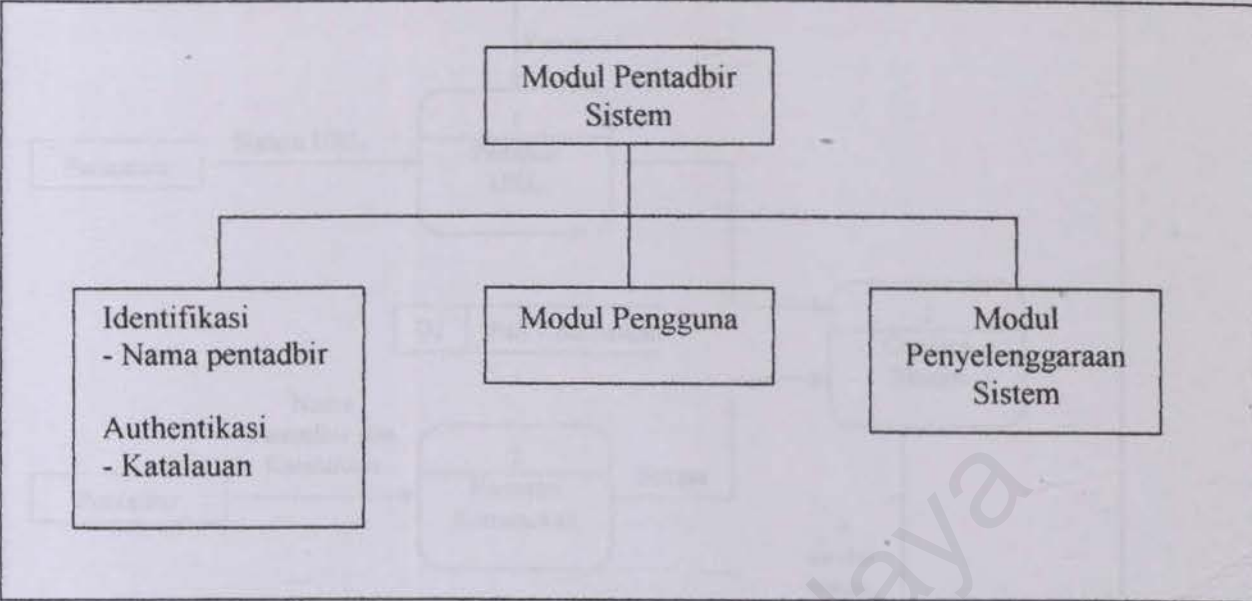 Modul Pentadbir
Sistem
Identifikasi
- Nama pentadbir
Authentikasi
- Katalauan
Modul Pengguna
Modul
Penyelenggaraan
Sistem